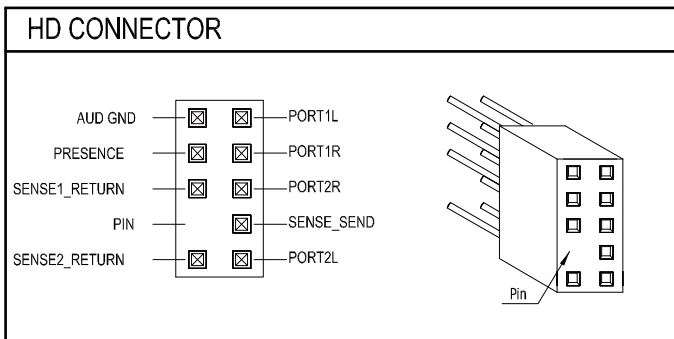 HD CONNECTOR
AUD GND PORT1L
PRESENCE PORT1R
SENSE1_RETURN PORT2R
PIN SENSE_SEND
SENSE2_RETURN PORT2L
Pin